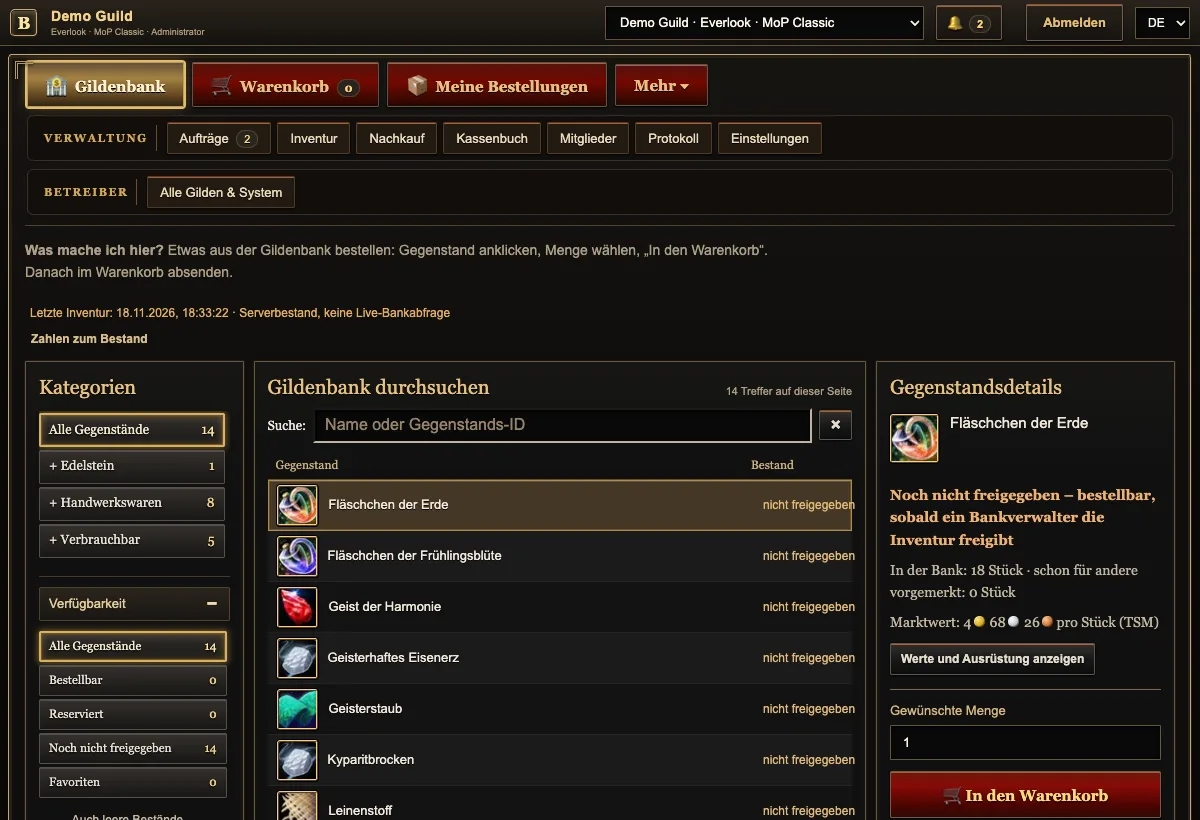 B
Demo Guild
Everlook · MoP Classic · Administrator
Demo Guild · Everlook · MoP Classic
2
Abmelden
DE
Gildenbank
Warenkorb 0
Meine Bestellungen
Mehr
VERWALTUNG
Aufträge 2
Inventur
Nachkauf
Kassenbuch
Mitglieder
Protokoll
Einstellungen
BETREIBER
Alle Gilden & System
Was mache ich hier? Etwas aus der Gildenbank bestellen: Gegenstand anklicken, Menge wählen, „In den Warenkorb“.
Danach im Warenkorb absenden.
Letzte Inventur: 18.11.2026, 18:33:22 · Serverbestand, keine Live-Bankabfrage
Zahlen zum Bestand
Kategorien
Alle Gegenstände 14
+ Edelstein 1
+ Handwerkswaren 8
+ Verbrauchbar 5
Verfügbarkeit −
Alle Gegenstände 14
Bestellbar 0
Reserviert 0
Noch nicht freigegeben 14
Favoriten 0
Auch leere Bestände
Gildenbank durchsuchen
14 Treffer auf dieser Seite
Suche: Name oder Gegenstands-ID ×
Gegenstand Bestand
Fläschchen der Erde nicht freigegeben
Fläschchen der Frühlingsblüte nicht freigegeben
Geist der Harmonie nicht freigegeben
Geisterhaftes Eisenerz nicht freigegeben
Geisterstaub nicht freigegeben
Kyparitbrocken nicht freigegeben
Leinenstoff nicht freigegeben
Gegenstandsdetails
Fläschchen der Erde
Noch nicht freigegeben – bestellbar,
sobald ein Bankverwalter die
Inventur freigibt
In der Bank: 18 Stück · schon für andere
vorgemerkt: 0 Stück
Marktwert: 4 68 26 pro Stück (TSM)
Werte und Ausrüstung anzeigen
Gewünschte Menge
1
In den Warenkorb